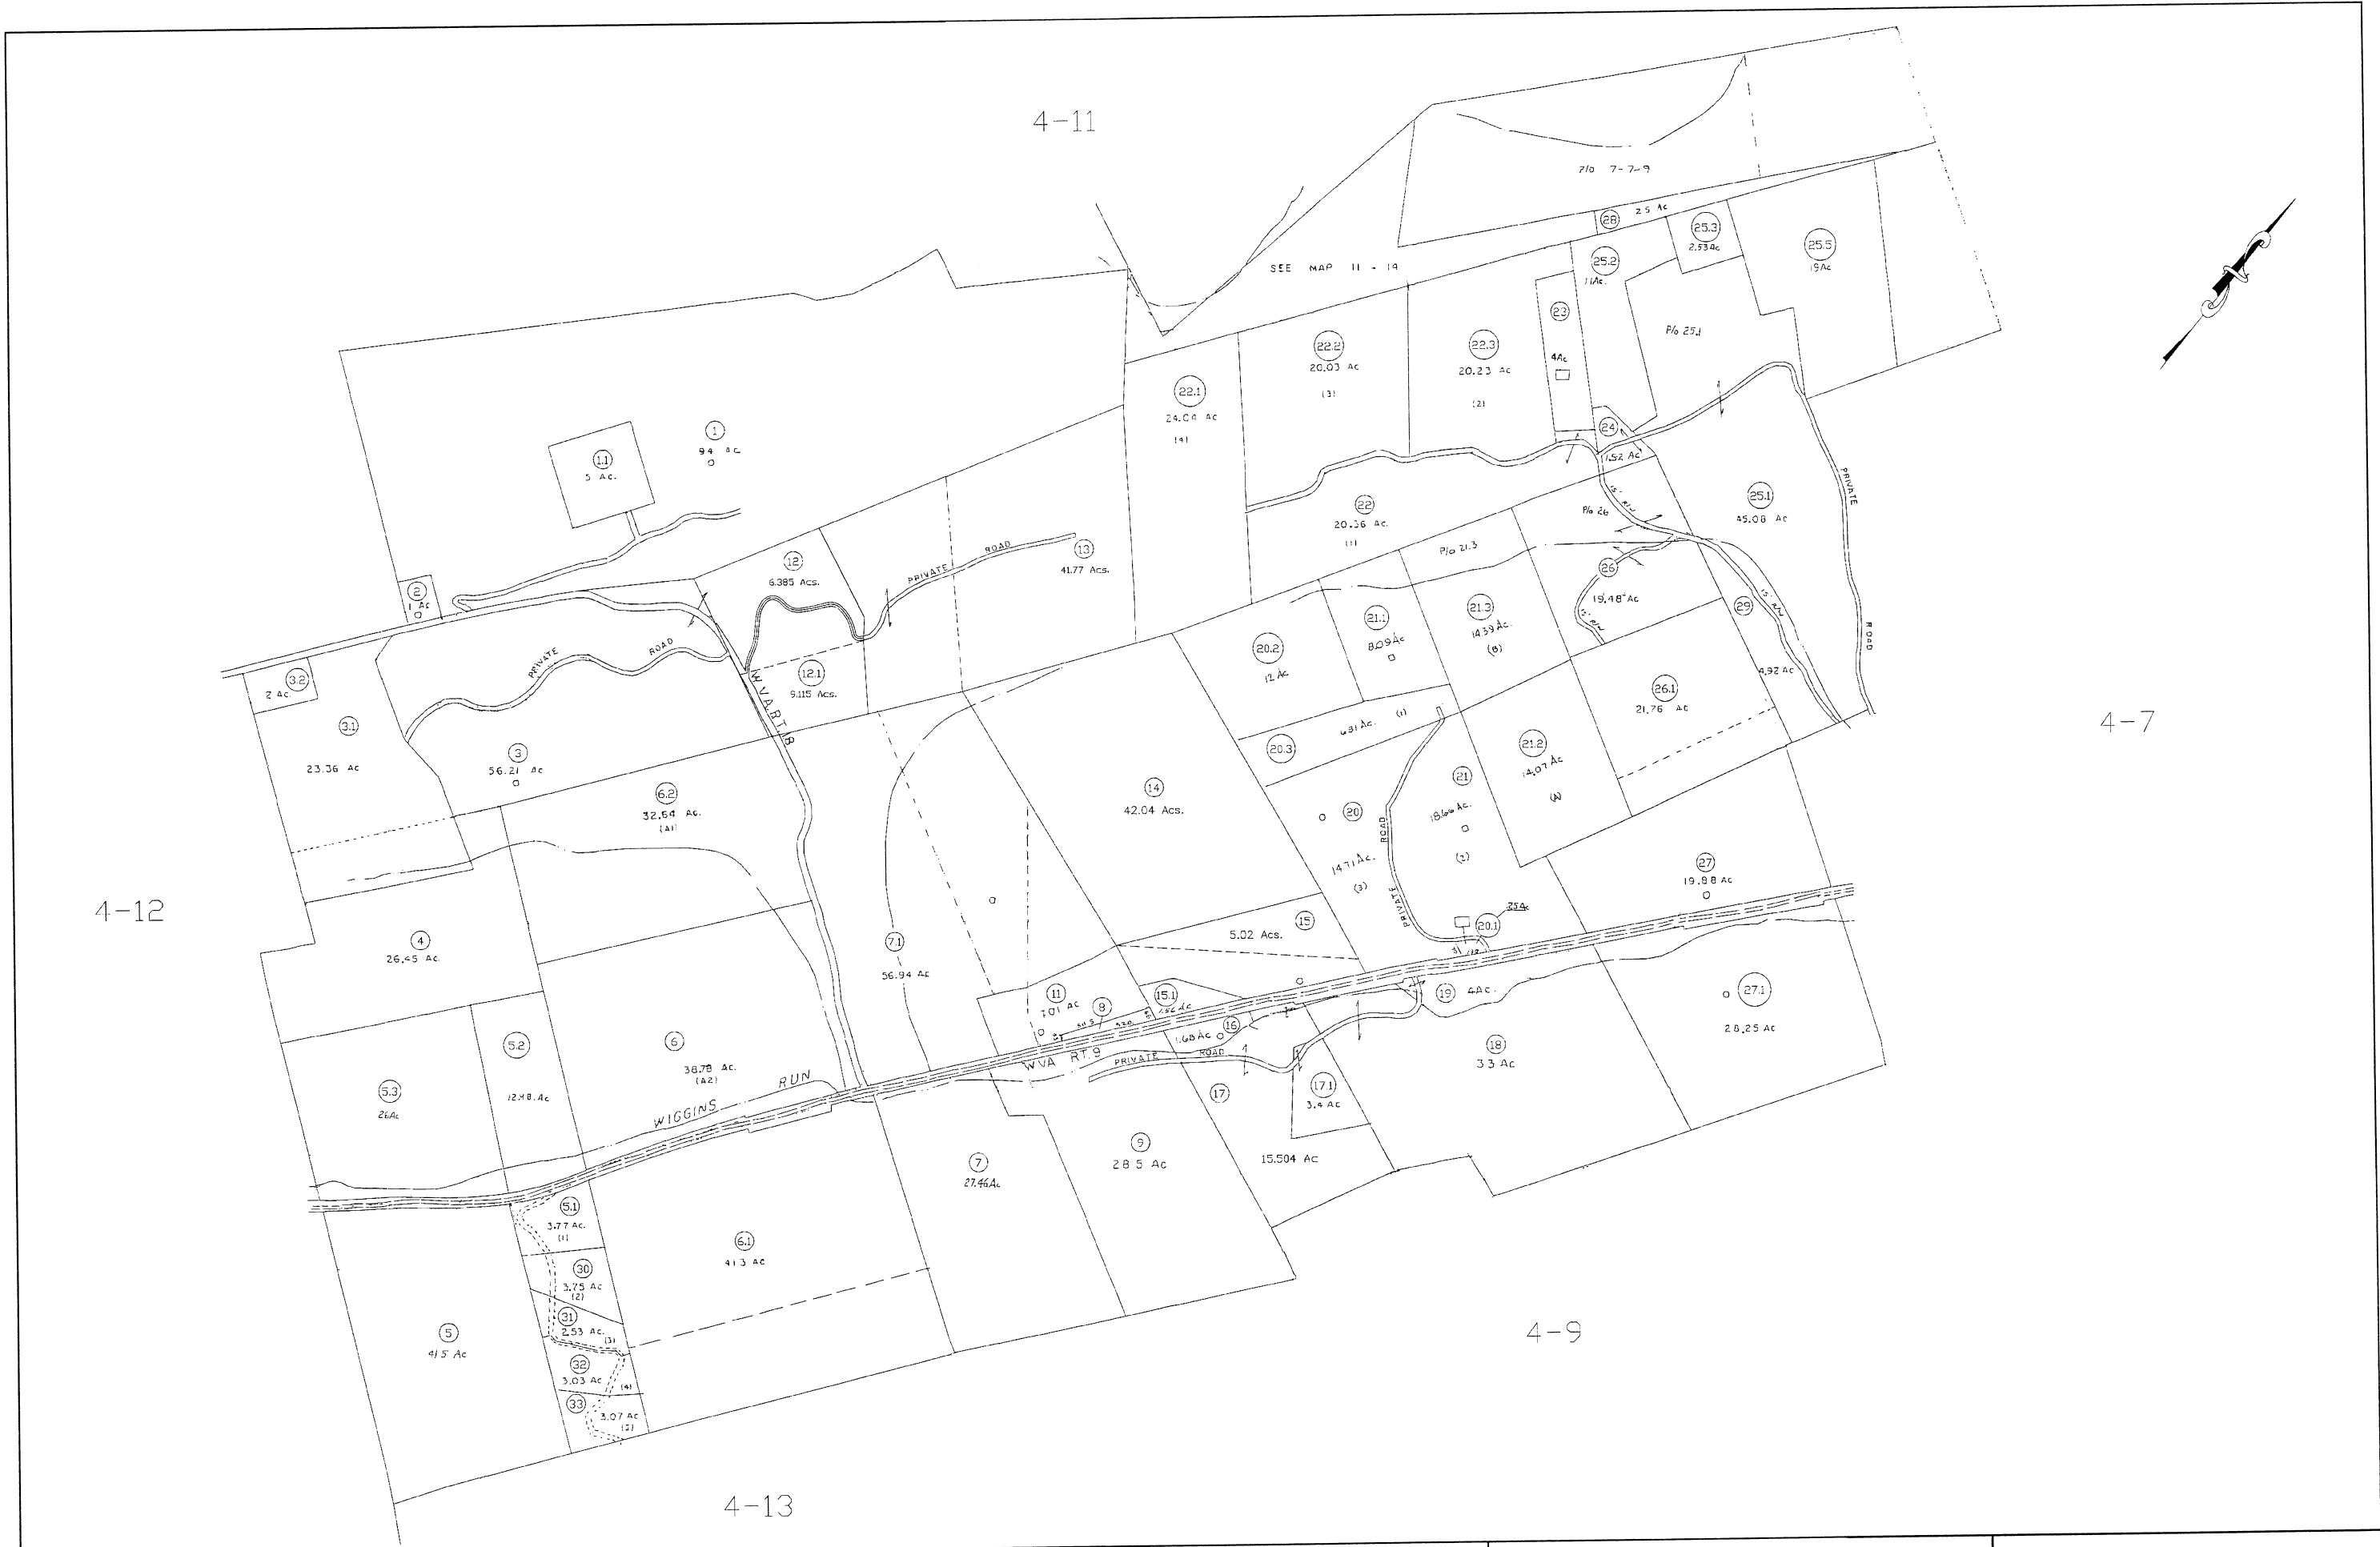 4-11
P/O 7-7-9
28
2.5 Ac
25.3
2.53 Ac
25.5
19 Ac
SEE MAP 11 - 14
25.2
11 Ac.
23
4 Ac
P/o 25.1
22.2
20.03 Ac
(3)
22.3
20.23 Ac
(2)
22.1
24.04 Ac
(4)
24
1.52 Ac
1
94 Ac
1.1
5 Ac.
PRIVATE
ROAD
25.1
45.08 Ac
15' R/W
P/o 26
22
20.36 Ac.
(1)
P/o 21.3
13
41.77 Acs.
PRIVATE ROAD
12
6.385 Acs.
2
1 Ac
26
19.48 Ac
15' R/W
29
15' R/W
4.92 Ac
21.1
8.09 Ac
21.3
14.39 Ac.
(B)
20.2
12 Ac
PRIVATE ROAD
3.2
2 Ac.
12.1
9.115 Acs.
W VA. RT. 18
26.1
21.76 Ac
4-7
3.1
23.36 Ac
3
56.21 Ac
6.81 Ac. (1)
20.3
21.2
14.07 Ac
(A)
21
18.66 Ac.
(2)
6.2
32.64 Ac.
(A1)
14
42.04 Acs.
20
14.71 Ac.
(3)
PRIVATE ROAD
27
19.88 Ac
4-12
4
26.45 Ac.
7.1
56.94 Ac
15
5.02 Acs.
20.1
.25 Ac
11
7.01 Ac
8
15.1
19
4 Ac.
27.1
28.25 Ac
16
1.68 Ac
W VA RT. 9
PRIVATE ROAD
18
33 Ac
5.2
12.48 Ac
6
38.78 Ac.
(A2)
WIGGINS RUN
5.3
26 Ac
17
15.504 Ac
17.1
3.4 Ac
7
27.46 Ac
9
28.5 Ac
5.1
3.77 Ac.
(1)
6.1
41.3 Ac
30
3.75 Ac
(2)
31
2.53 Ac.
(3)
5
41.5 Ac
32
3.03 Ac
(4)
33
3.07 Ac
(5)
4-9
4-13